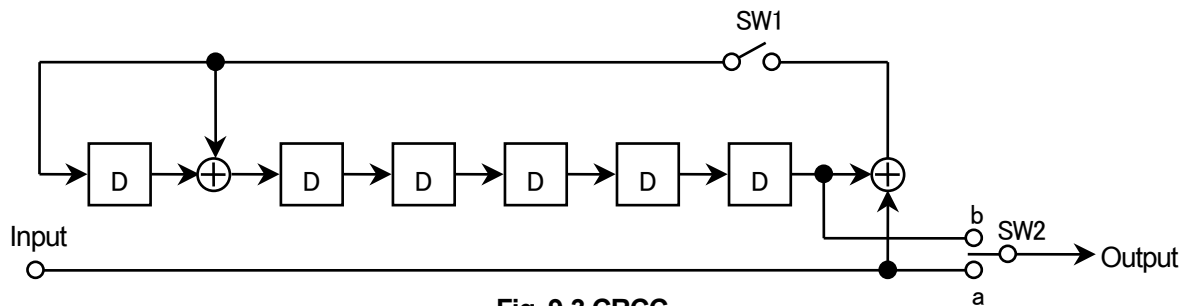 SW1
D D D D D D
b
SW2
Input
Output
a
Fig. 9-3 CRCC